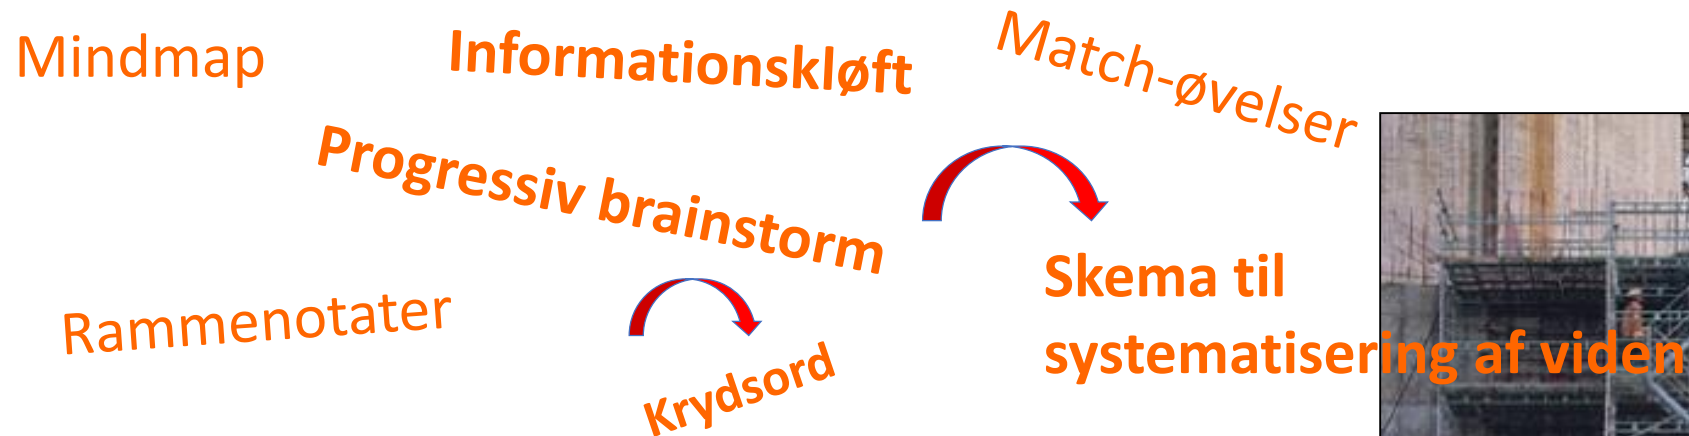 Mindmap
Informationskløft
Match-øvelser
Progressiv brainstorm
Skema til
systematisering af viden
Rammenotater
Krydsord